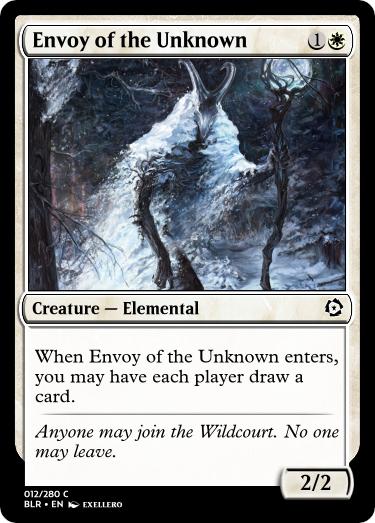 Envoy of the Unknown 1
Creature — Elemental
When Envoy of the Unknown enters,
you may have each player draw a
card.
Anyone may join the Wildcourt. No one
may leave.
2/2
012/280 C
BLR • EN EXELLERO